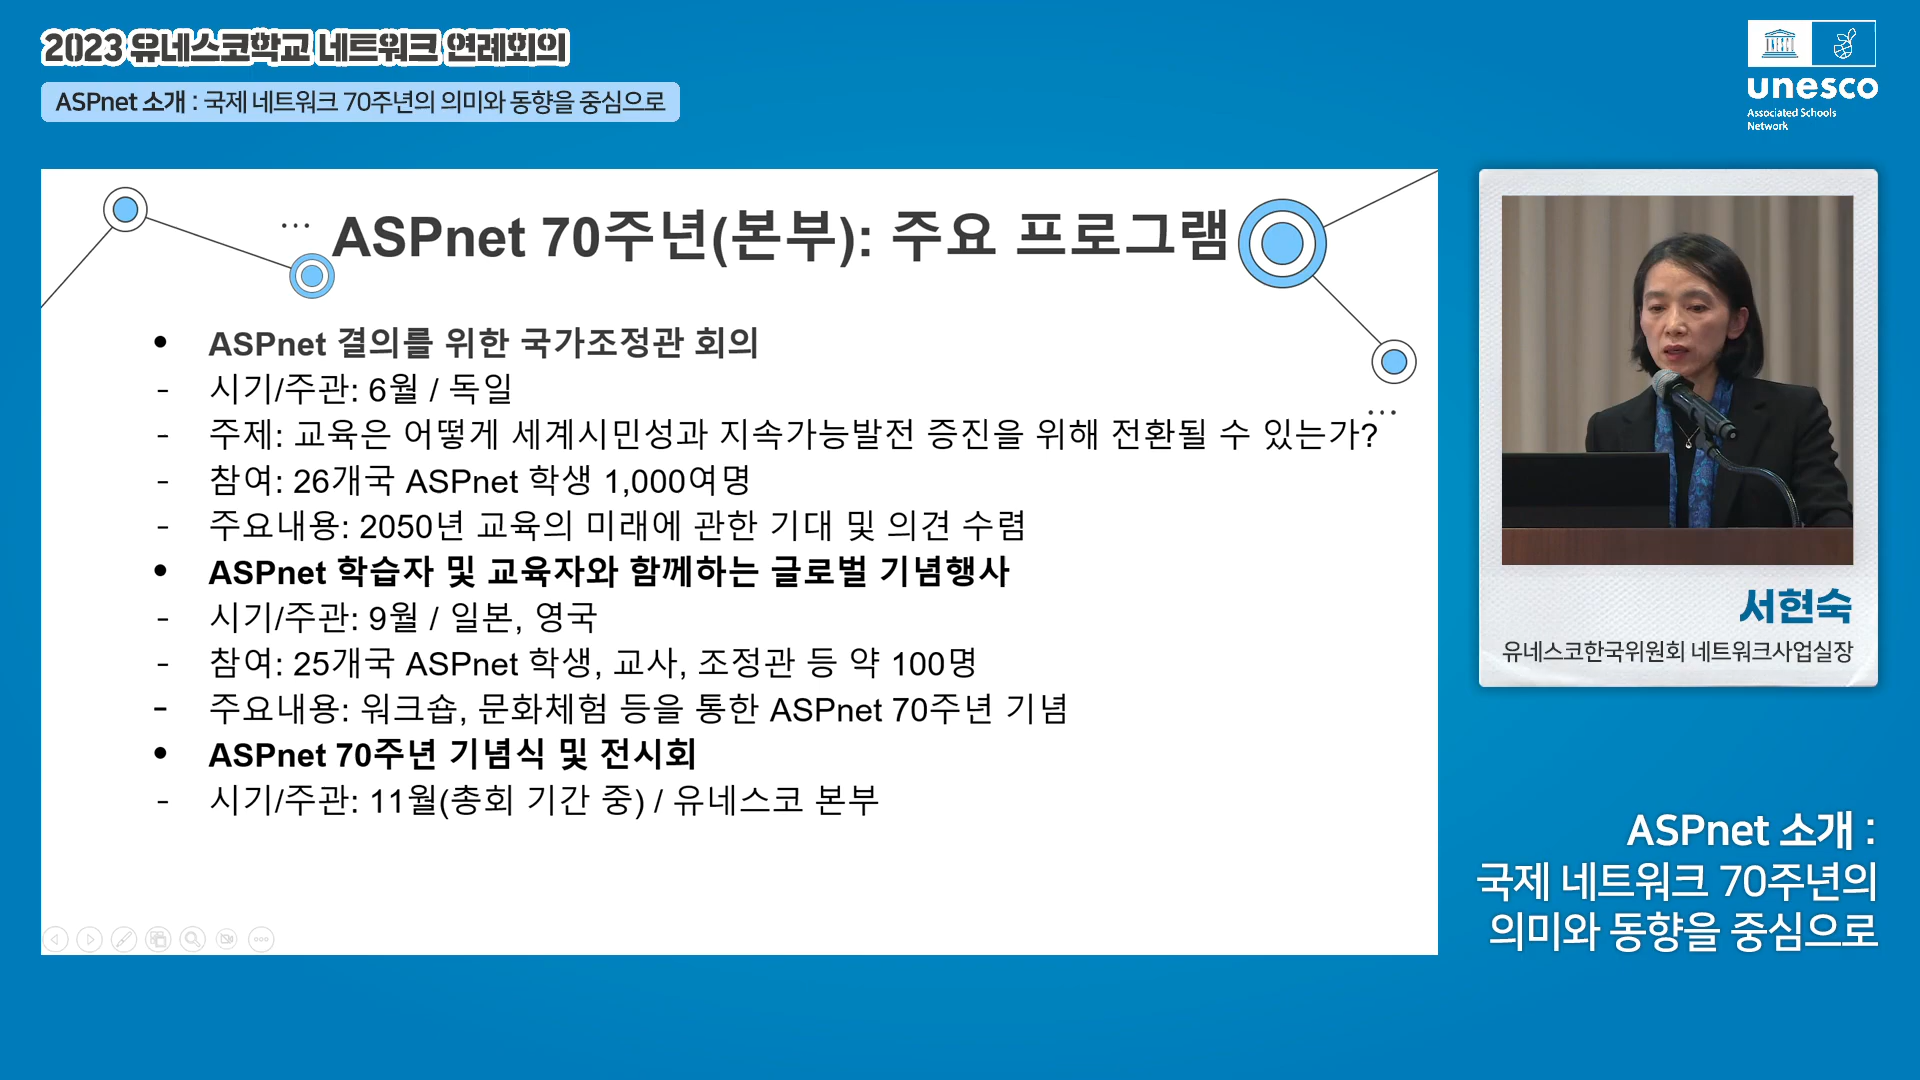 2023 유네스코학교 네트워크 연례회의
ASPnet 소개 : 국제 네트워크 70주년의 의미와 동향을 중심으로
unesco
Associated Schools
Network
... ASPnet 70주년(본부): 주요 프로그램
• ASPnet 결의를 위한 국가조정관 회의
- 시기/주관: 6월 / 독일
...
- 주제: 교육은 어떻게 세계시민성과 지속가능발전 증진을 위해 전환될 수 있는가?
- 참여: 26개국 ASPnet 학생 1,000여명
- 주요내용: 2050년 교육의 미래에 관한 기대 및 의견 수렴
• ASPnet 학습자 및 교육자와 함께하는 글로벌 기념행사
- 시기/주관: 9월 / 일본, 영국
- 참여: 25개국 ASPnet 학생, 교사, 조정관 등 약 100명
- 주요내용: 워크숍, 문화체험 등을 통한 ASPnet 70주년 기념
• ASPnet 70주년 기념식 및 전시회
- 시기/주관: 11월(총회 기간 중) / 유네스코 본부
서현숙
유네스코한국위원회 네트워크사업실장
ASPnet 소개 :
국제 네트워크 70주년의
의미와 동향을 중심으로